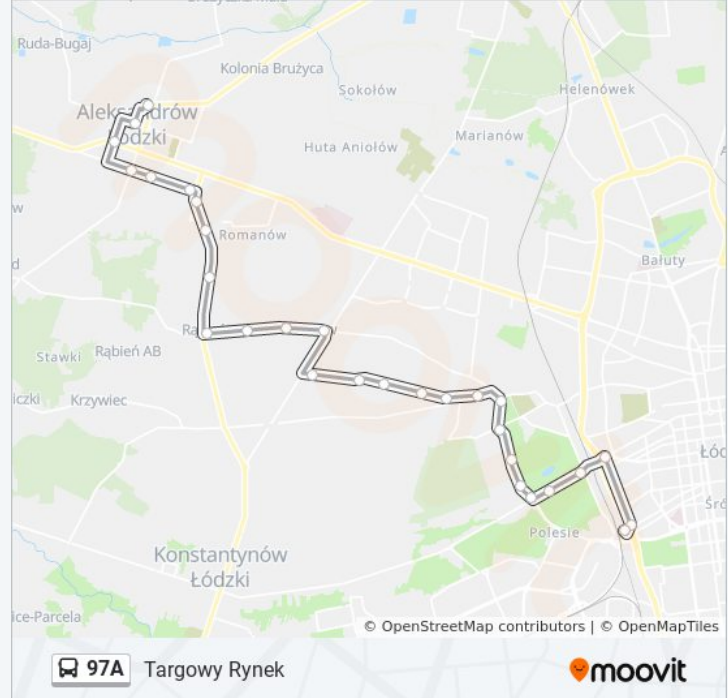 Ruda-Bugaj
Kolonia Brużyca
Sokołów
Helenówek
Aleksandrów
Łódzki
Huta Aniołów
Marianów
Romanów
Bałuty
Stawki
Rąbień AB
Krzywiec
Polesie
Konstantynów
Łódzki
© OpenStreetMap contributors | © OpenMapTiles
97A Targowy Rynek
moovit